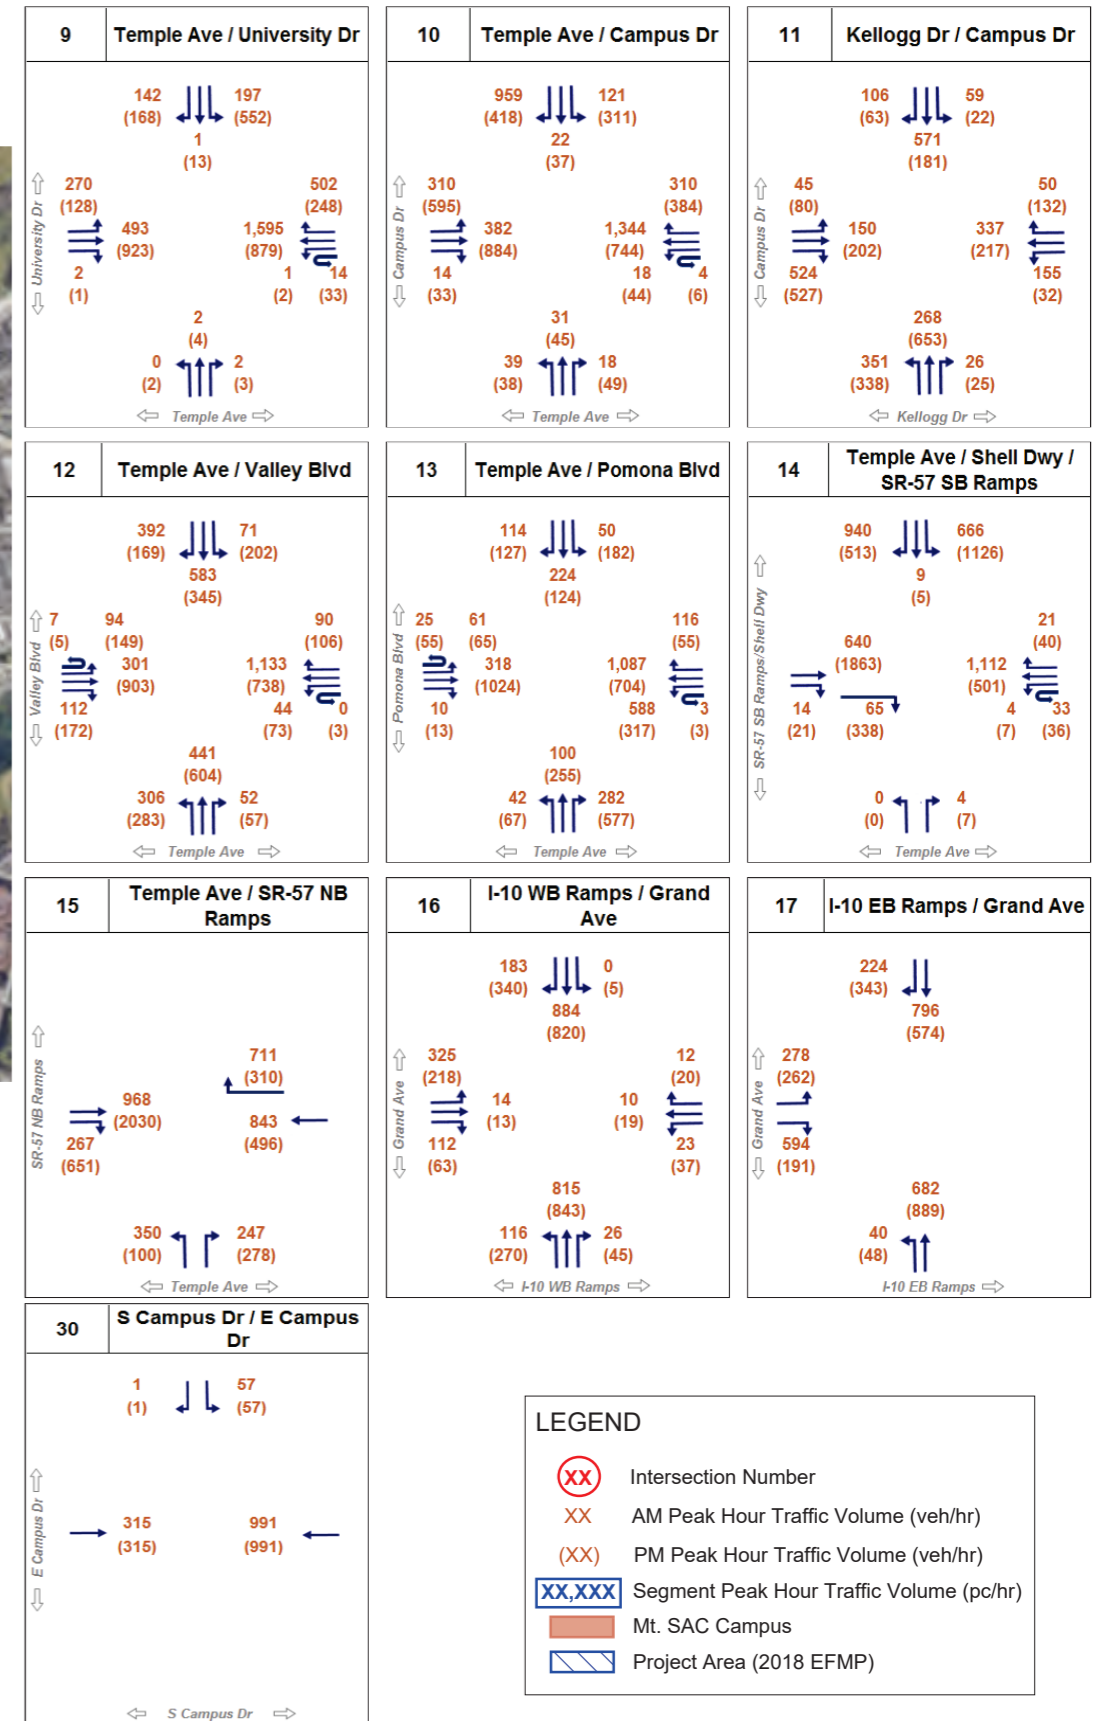 9 Temple Ave / University Dr
142 197
(168) (552)
1
(13)
270 502
(128) (248)
493 1,595
(923) (879)
2 1 14
(1) (2) (33)
2
(4)
0 2
(2) (3)
University Dr
Temple Ave
10 Temple Ave / Campus Dr
959 121
(418) (311)
22
(37)
310 310
(595) (384)
382 1,344
(884) (744)
14 18 4
(33) (44) (6)
31
(45)
39 18
(38) (49)
Campus Dr
Temple Ave
11 Kellogg Dr / Campus Dr
106 59
(63) (22)
571
(181)
45 50
(80) (132)
150 337
(202) (217)
524 155
(527) (32)
268
(653)
351 26
(338) (25)
Campus Dr
Kellogg Dr
12 Temple Ave / Valley Blvd
392 71
(169) (202)
583
(345)
7 94 90
(5) (149) (106)
301 1,133
(903) (738)
112 44 0
(172) (73) (3)
441
(604)
306 52
(283) (57)
Valley Blvd
Temple Ave
13 Temple Ave / Pomona Blvd
114 50
(127) (182)
224
(124)
25 61 116
(55) (65) (55)
318 1,087
(1024) (704)
10 588 3
(13) (317) (3)
100
(255)
42 282
(67) (577)
Pomona Blvd
Temple Ave
14 Temple Ave / Shell Dwy /
SR-57 SB Ramps
940 666
(513) (1126)
9
(5)
21
(40)
640 1,112
(1863) (501)
14 65 4 33
(21) (338) (7) (36)
0 4
(0) (7)
SR-57 SB Ramps/Shell Dwy
Temple Ave
15 Temple Ave / SR-57 NB
Ramps
711
(310)
968 843
(2030) (496)
267
(651)
350 247
(100) (278)
SR-57 NB Ramps
Temple Ave
16 I-10 WB Ramps / Grand
Ave
183 0
(340) (5)
884
(820)
325 12
(218) (20)
14 10
(13) (19)
112 23
(63) (37)
815
(843)
116 26
(270) (45)
Grand Ave
I-10 WB Ramps
17 I-10 EB Ramps / Grand Ave
224
(343)
796
(574)
278
(262)
594
(191)
682
(889)
40
(48)
Grand Ave
I-10 EB Ramps
30 S Campus Dr / E Campus
Dr
1 57
(1) (57)
315 991
(315) (991)
E Campus Dr
S Campus Dr
LEGEND
XX Intersection Number
XX AM Peak Hour Traffic Volume (veh/hr)
(XX) PM Peak Hour Traffic Volume (veh/hr)
XX,XXX Segment Peak Hour Traffic Volume (pc/hr)
Mt. SAC Campus
Project Area (2018 EFMP)